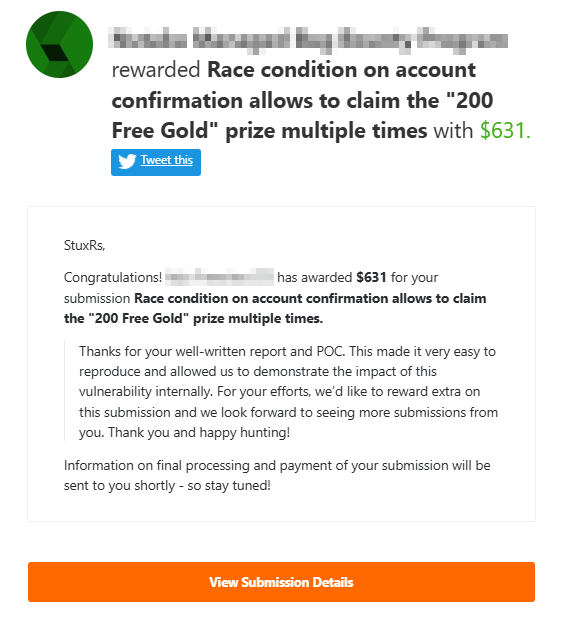 rewarded Race condition on account
confirmation allows to claim the "200
Free Gold" prize multiple times with $631.
Tweet this
StuxRs,
Congratulations! has awarded $631 for your
submission Race condition on account confirmation allows to claim
the "200 Free Gold" prize multiple times.
Thanks for your well-written report and POC. This made it very easy to
reproduce and allowed us to demonstrate the impact of this
vulnerability internally. For your efforts, we'd like to reward extra on
this submission and we look forward to seeing more submissions from
you. Thank you and happy hunting!
Information on final processing and payment of your submission will be
sent to you shortly - so stay tuned!
View Submission Details